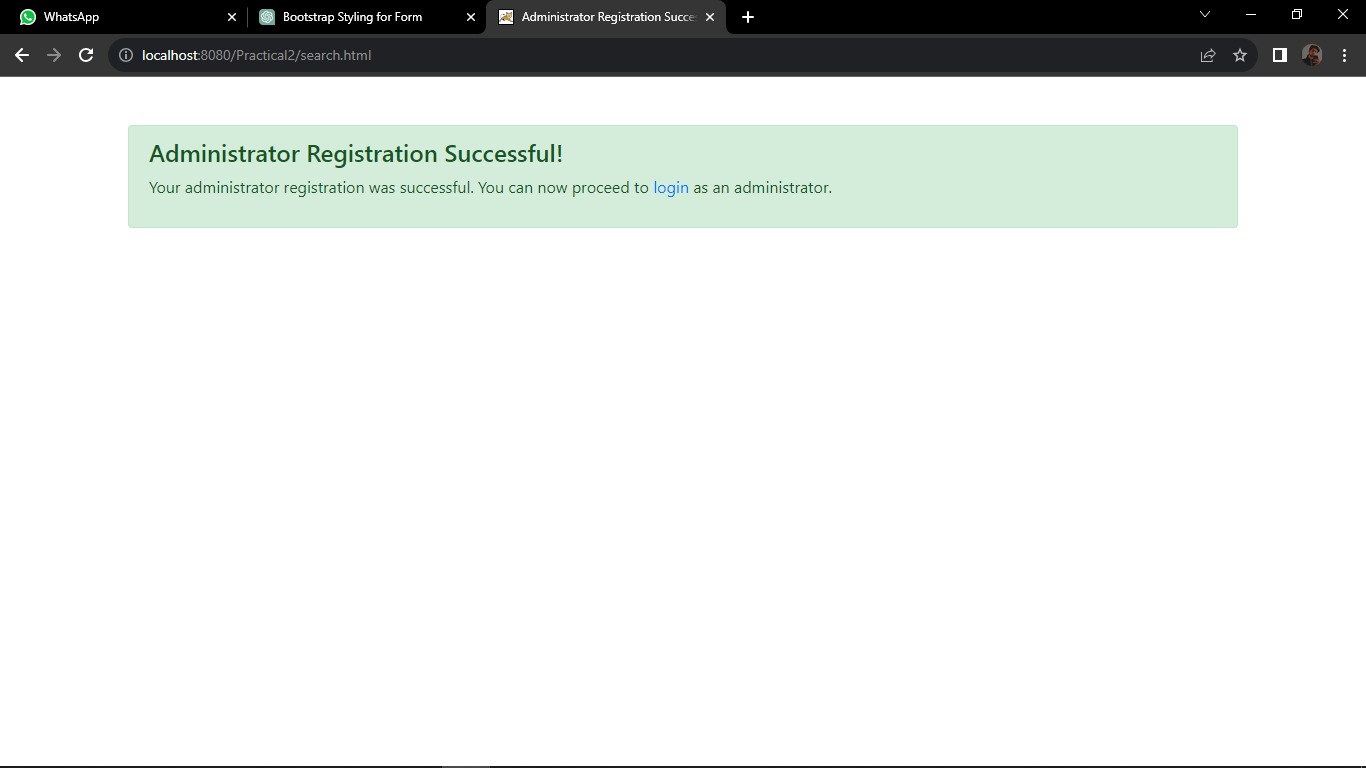 WhatsApp
Bootstrap Styling for Form
Administrator Registration Succe
localhost:8080/Practical2/search.html
Administrator Registration Successful!
Your administrator registration was successful. You can now proceed to login as an administrator.